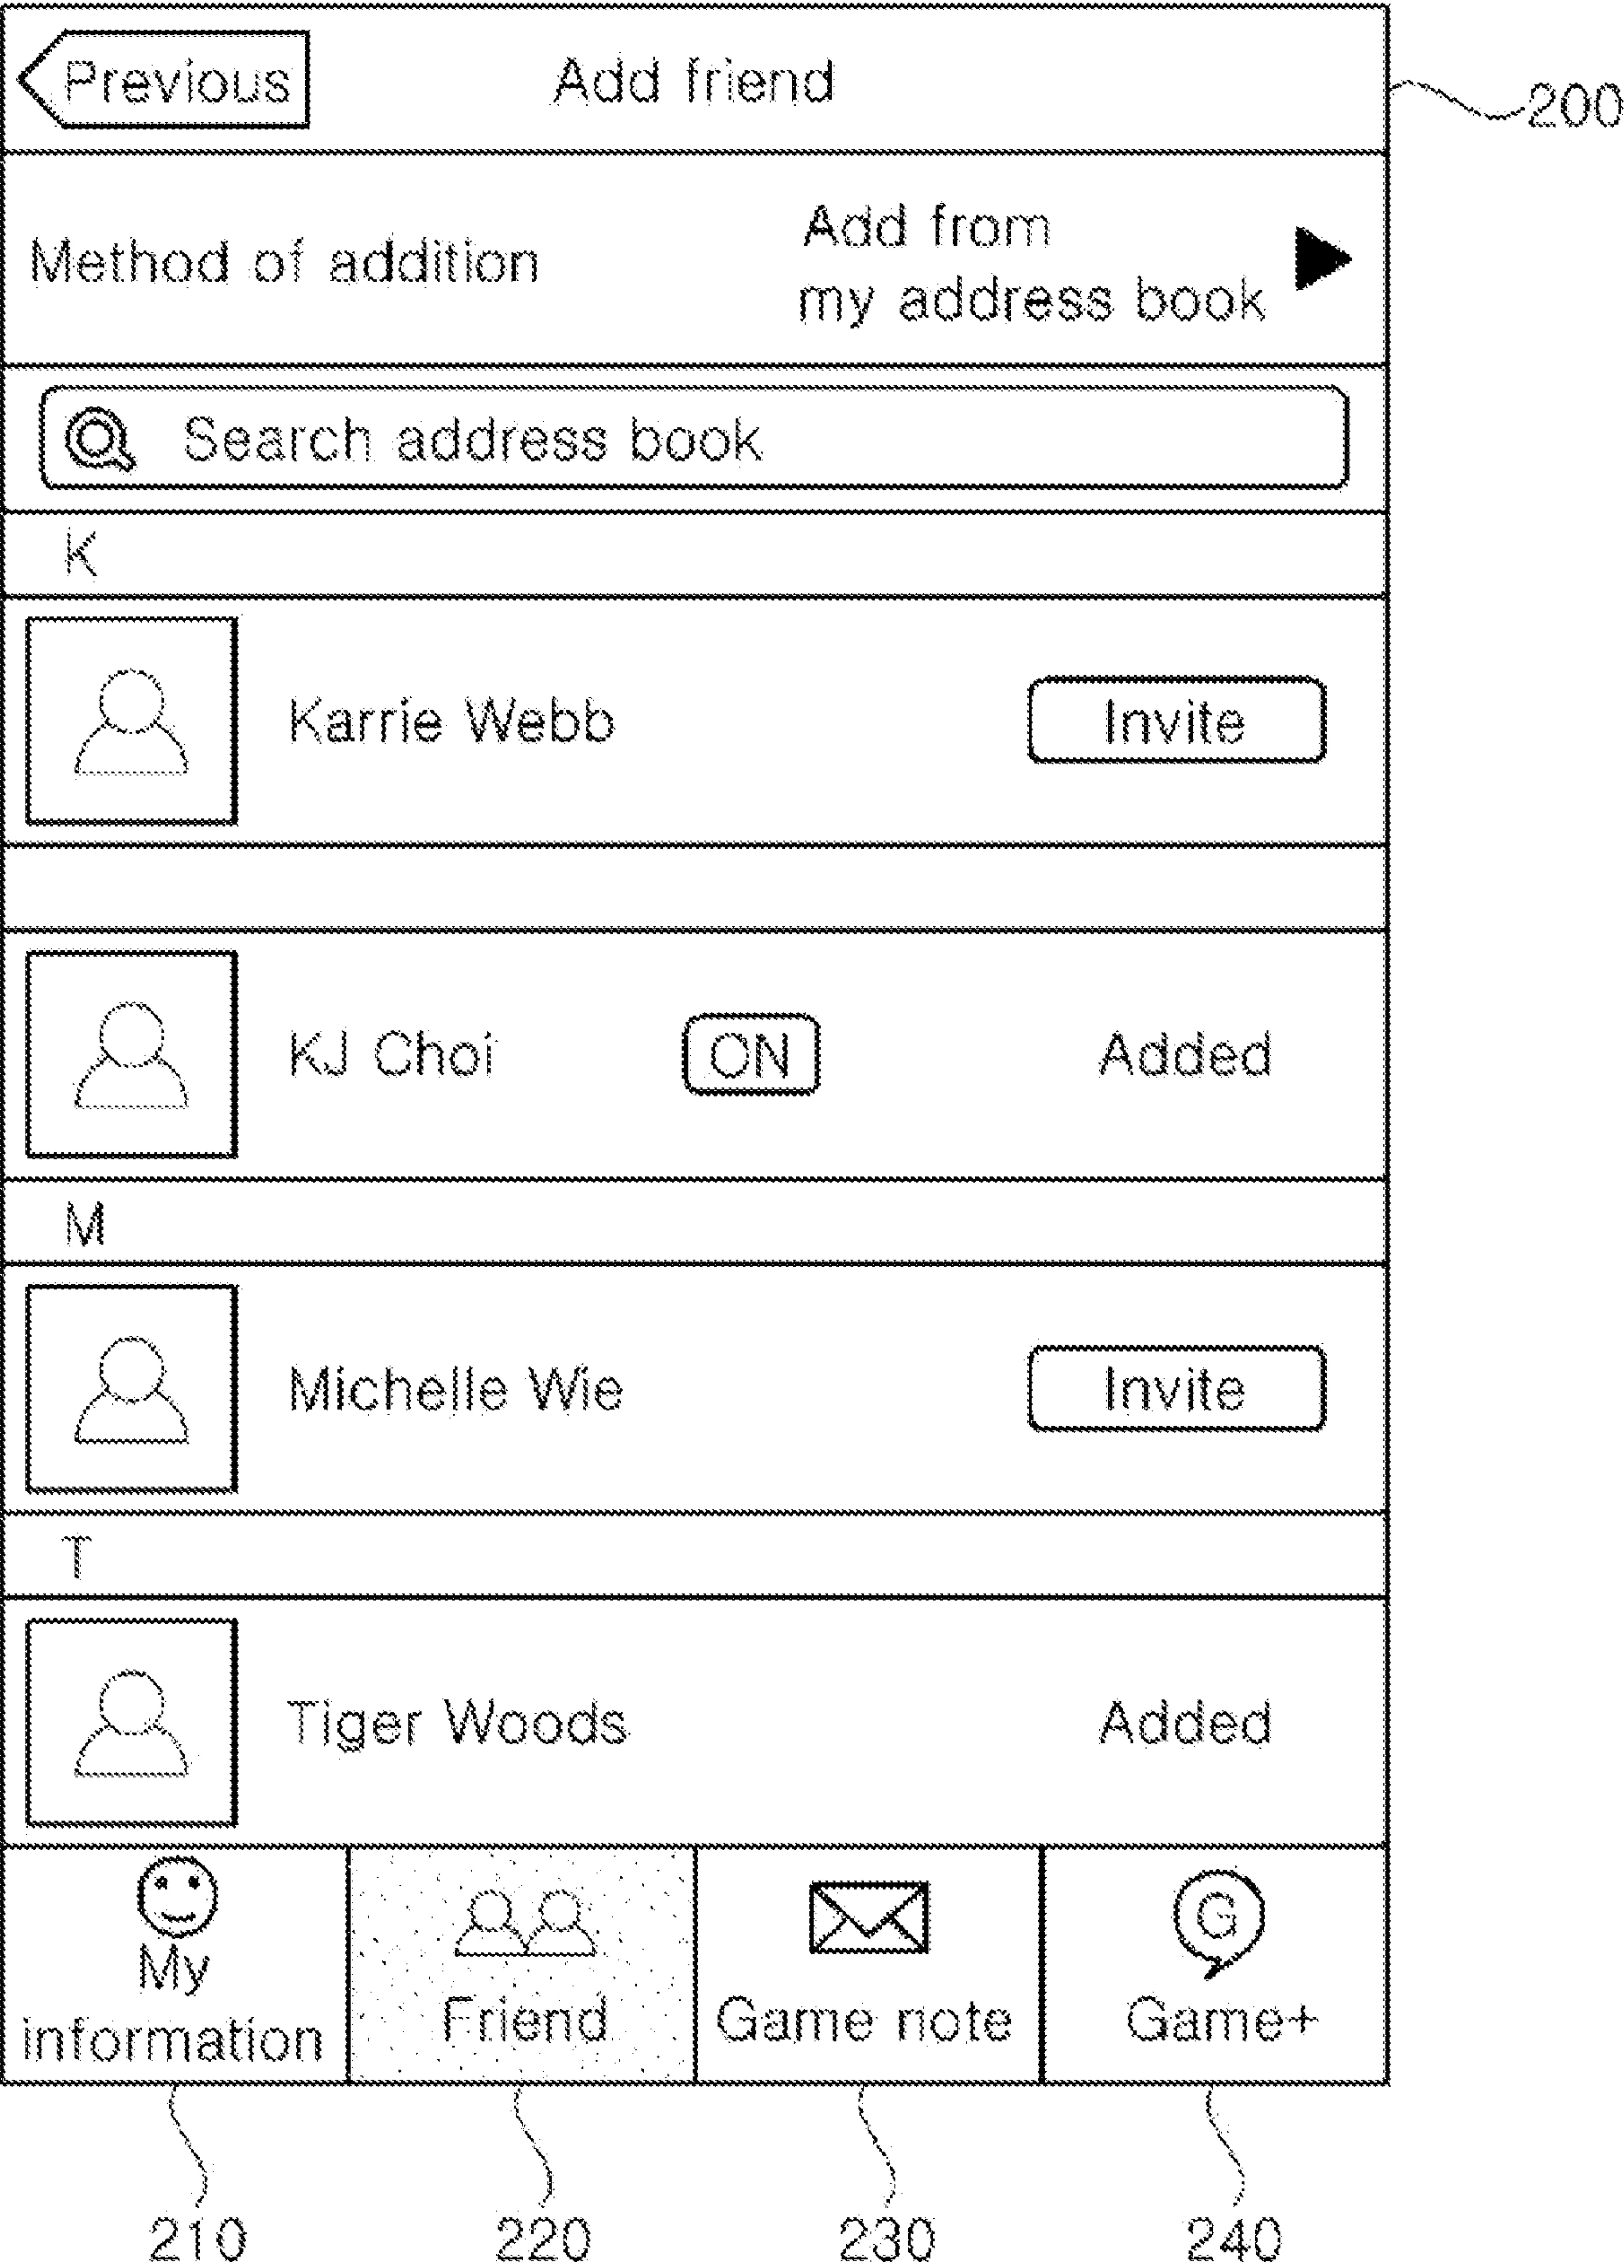 Previous
Add friend
200
Method of addition
Add from
my address book
Search address book
K
Karrie Webb
Invite
KJ Choi
ON
Added
M
Michelle Wie
Invite
T
Tiger Woods
Added
My
information
Friend
Game note
G
Game+
210
220
230
240